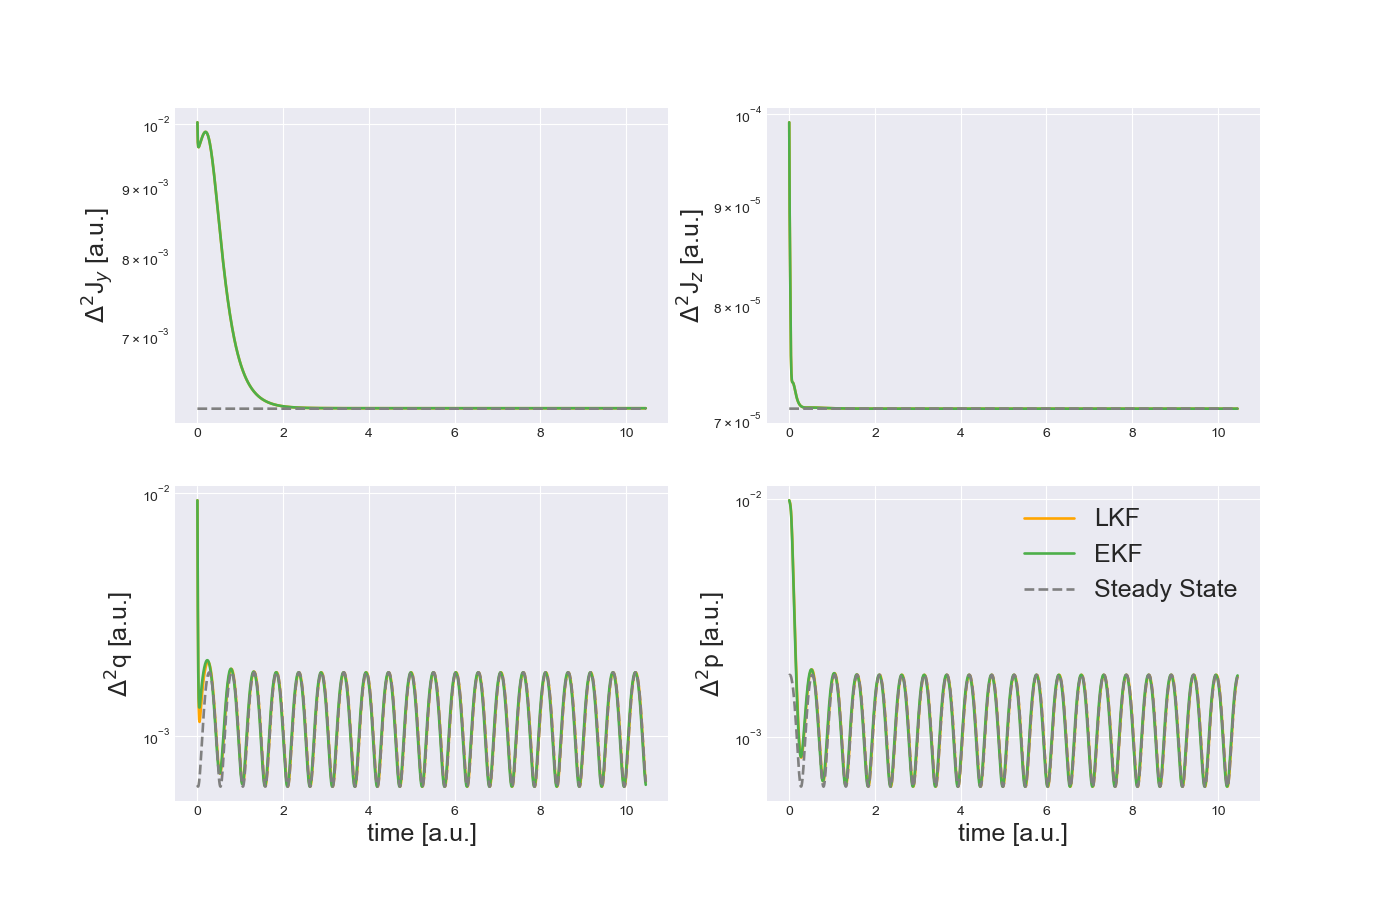 Δ²J_y [a.u.]
10⁻²
9×10⁻³
8×10⁻³
7×10⁻³
0 2 4 6 8 10
Δ²J_z [a.u.]
10⁻⁴
9×10⁻⁵
8×10⁻⁵
7×10⁻⁵
0 2 4 6 8 10
Δ²q [a.u.]
10⁻²
10⁻³
0 2 4 6 8 10
time [a.u.]
Δ²p [a.u.]
10⁻²
10⁻³
LKF
EKF
Steady State
0 2 4 6 8 10
time [a.u.]